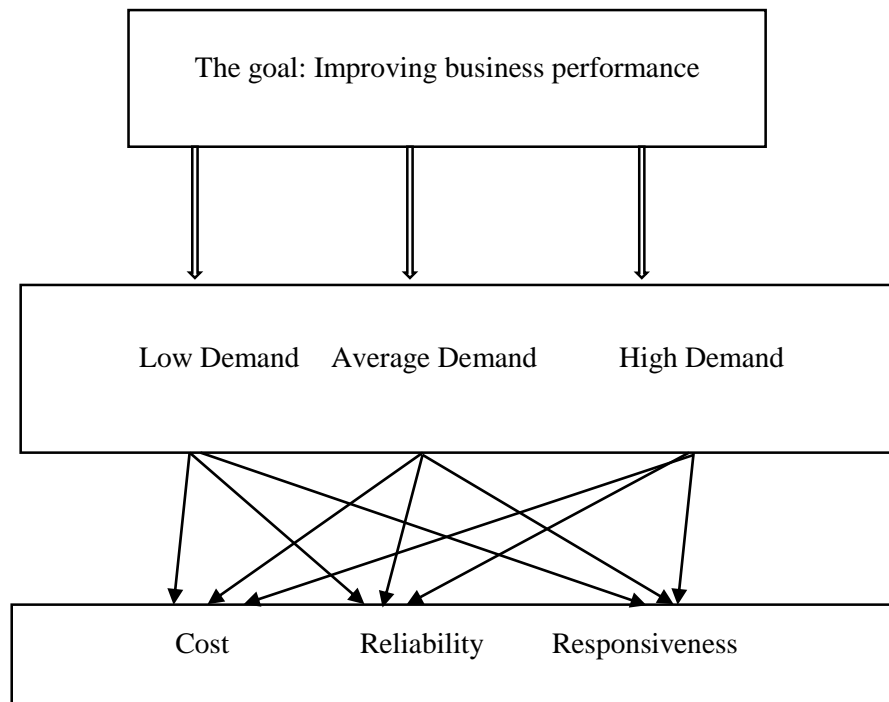 The goal: Improving business performance
Low Demand Average Demand High Demand
Cost Reliability Responsiveness